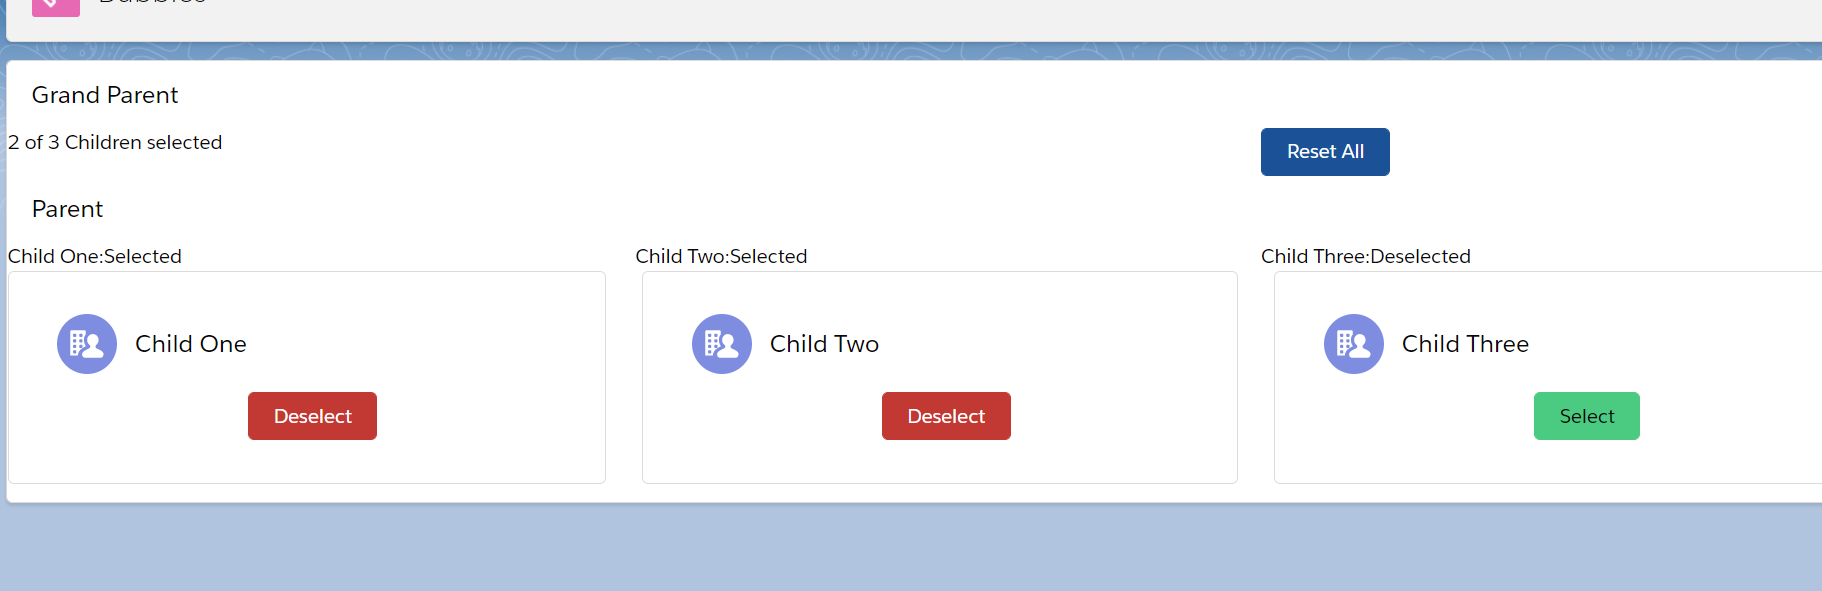 Grand Parent
2 of 3 Children selected
Reset All
Parent
Child One:Selected
Child Two:Selected
Child Three:Deselected
Child One
Child Two
Child Three
Deselect
Deselect
Select